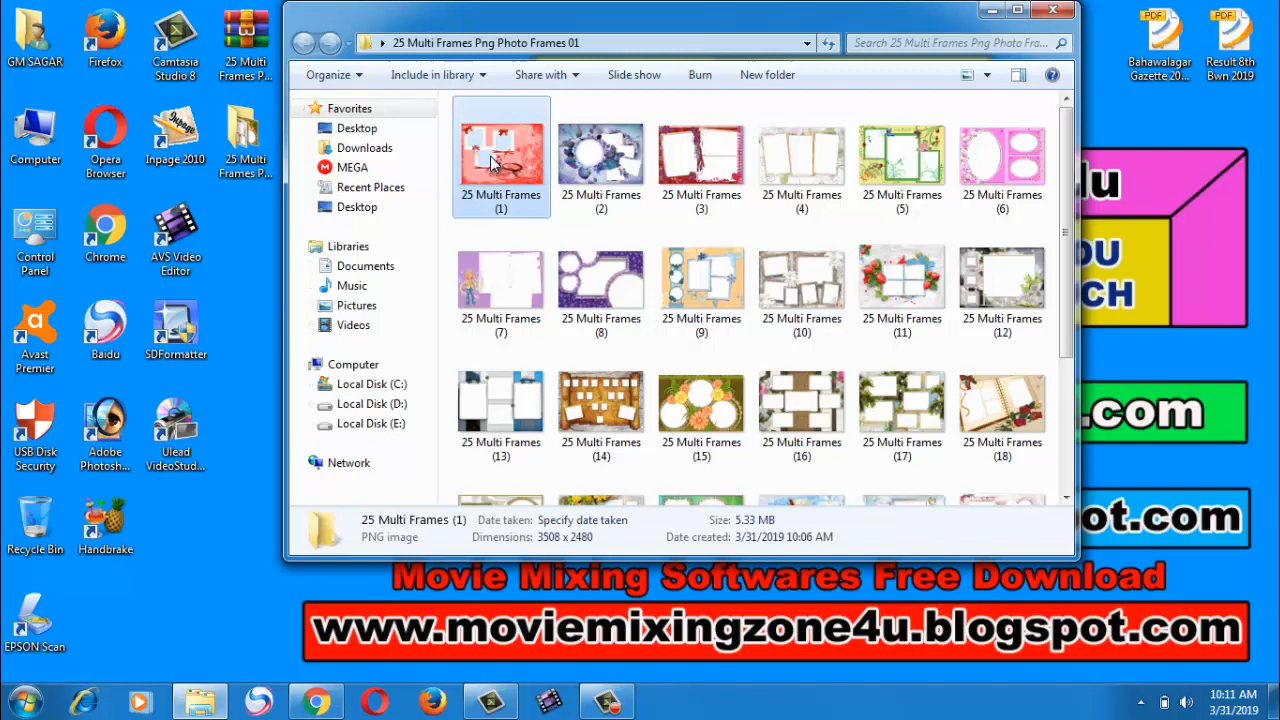 GM SAGAR
Firefox
Camtasia
Studio 8
25 Multi
Frames P...
Computer
Opera
Browser
Inpage 2010
25 Multi
Frames P...
Control
Panel
Chrome
AVS Video
Editor
Avast
Premier
Baidu
SDFormatter
USB Disk
Security
Adobe
Photosh...
Ulead
VideoStud...
Recycle Bin
Handbrake
EPSON Scan
25 Multi Frames Png Photo Frames 01
Search 25 Multi Frames Png Photo Fra...
Organize
Include in library
Share with
Slide show
Burn
New folder
Favorites
Desktop
Downloads
MEGA
Recent Places
Desktop
Libraries
Documents
Music
Pictures
Videos
Computer
Local Disk (C:)
Local Disk (D:)
Local Disk (E:)
Network
25 Multi Frames
(1)
25 Multi Frames
(2)
25 Multi Frames
(3)
25 Multi Frames
(4)
25 Multi Frames
(5)
25 Multi Frames
(6)
25 Multi Frames
(7)
25 Multi Frames
(8)
25 Multi Frames
(9)
25 Multi Frames
(10)
25 Multi Frames
(11)
25 Multi Frames
(12)
25 Multi Frames
(13)
25 Multi Frames
(14)
25 Multi Frames
(15)
25 Multi Frames
(16)
25 Multi Frames
(17)
25 Multi Frames
(18)
25 Multi Frames (1)
Date taken: Specify date taken
Size: 5.33 MB
PNG image
Dimensions: 3508 x 2480
Date created: 3/31/2019 10:06 AM
PDF
Bahawalagar
Gazette 20...
PDF
Result 8th
Bwn 2019
du
DU
CH
.com
pot.com
Movie Mixing Softwares Free Download
www.moviemixingzone4u.blogspot.com
10:11 AM
3/31/2019